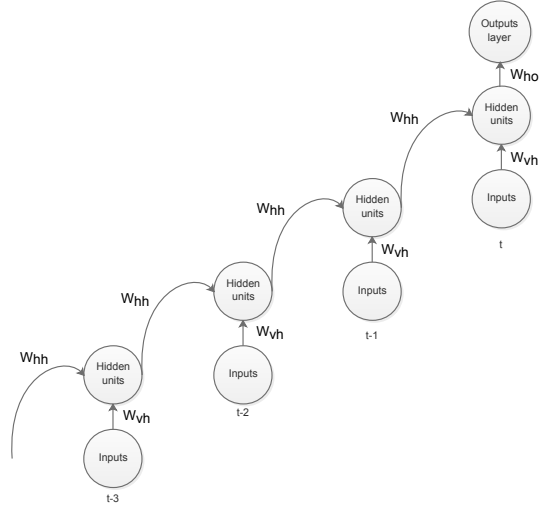 Outputs
layer
Who
Hidden
units
Whh
Wvh
Inputs
t
Hidden
units
Whh
Wvh
Inputs
t-1
Hidden
units
Whh
Wvh
Inputs
t-2
Hidden
units
Whh
Wvh
Inputs
t-3